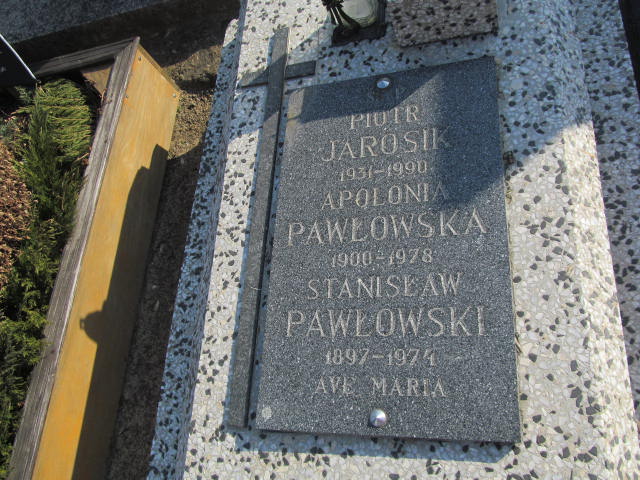 PIOTR
JAROSIK
1931-1990
APOLONIA
PAWŁOWSKA
1900-1978
STANISŁAW
PAWŁOWSKI
1897-1974
AVE MARIA